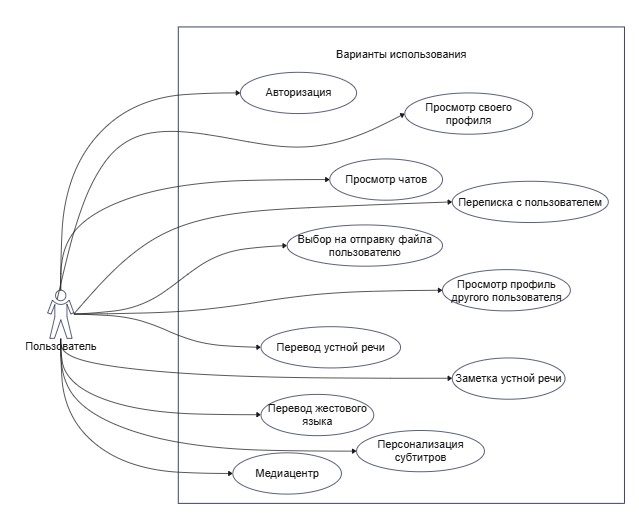 Варианты использования
Авторизация
Просмотр своего
профиля
Просмотр чатов
Переписка с пользователем
Выбор на отправку файла
пользователю
Просмотр профиль
другого пользователя
Пользователь
Перевод устной речи
Заметка устной речи
Перевод жестового
языка
Персонализация
субтитров
Медиацентр